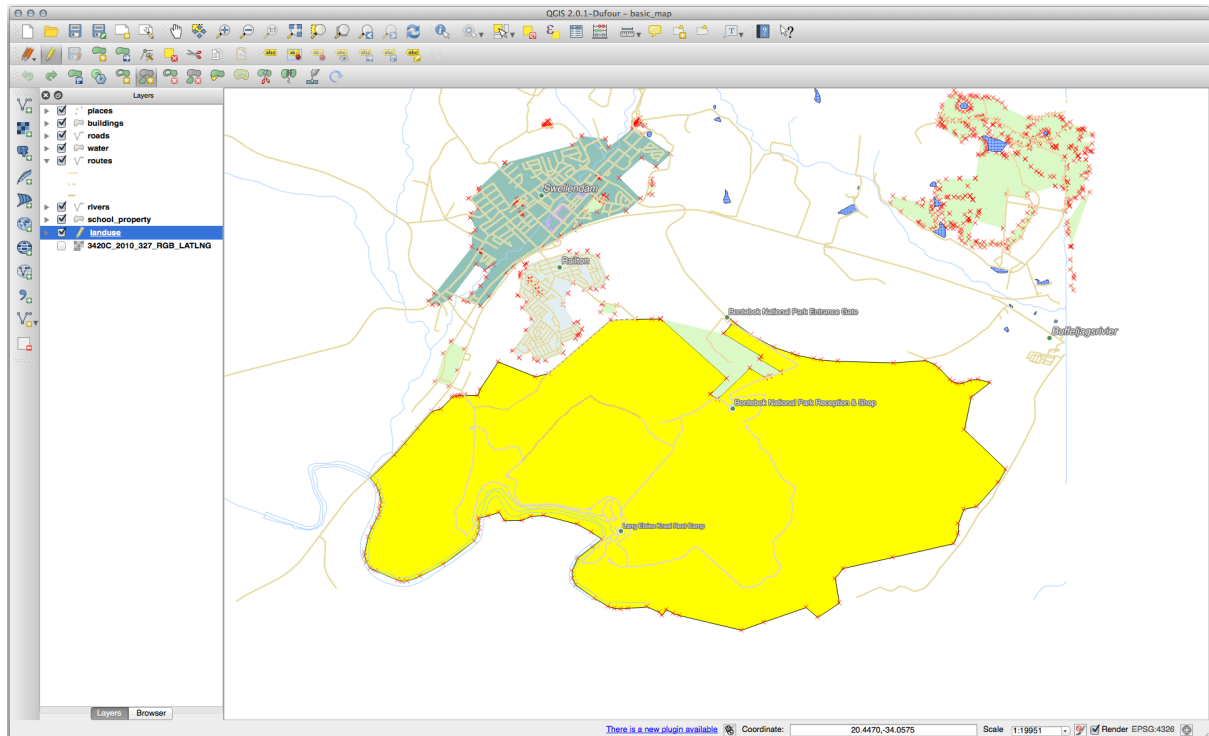 QGIS 2.0.1-Dufour - basic_map
Layers
places
buildings
roads
water
routes
rivers
school_property
landuse
3420C_2010_327_RGB_LATLNG
Swellendam
Railton
Bontebok National Park Entrance Gate
Buffeljagsrivier
Bontebok National Park Reception & Shop
Lang Elsies Kraal Rest Camp
Layers Browser
There is a new plugin available Coordinate: 20.4470,-34.0575 Scale 1:19951 Render EPSG:4326